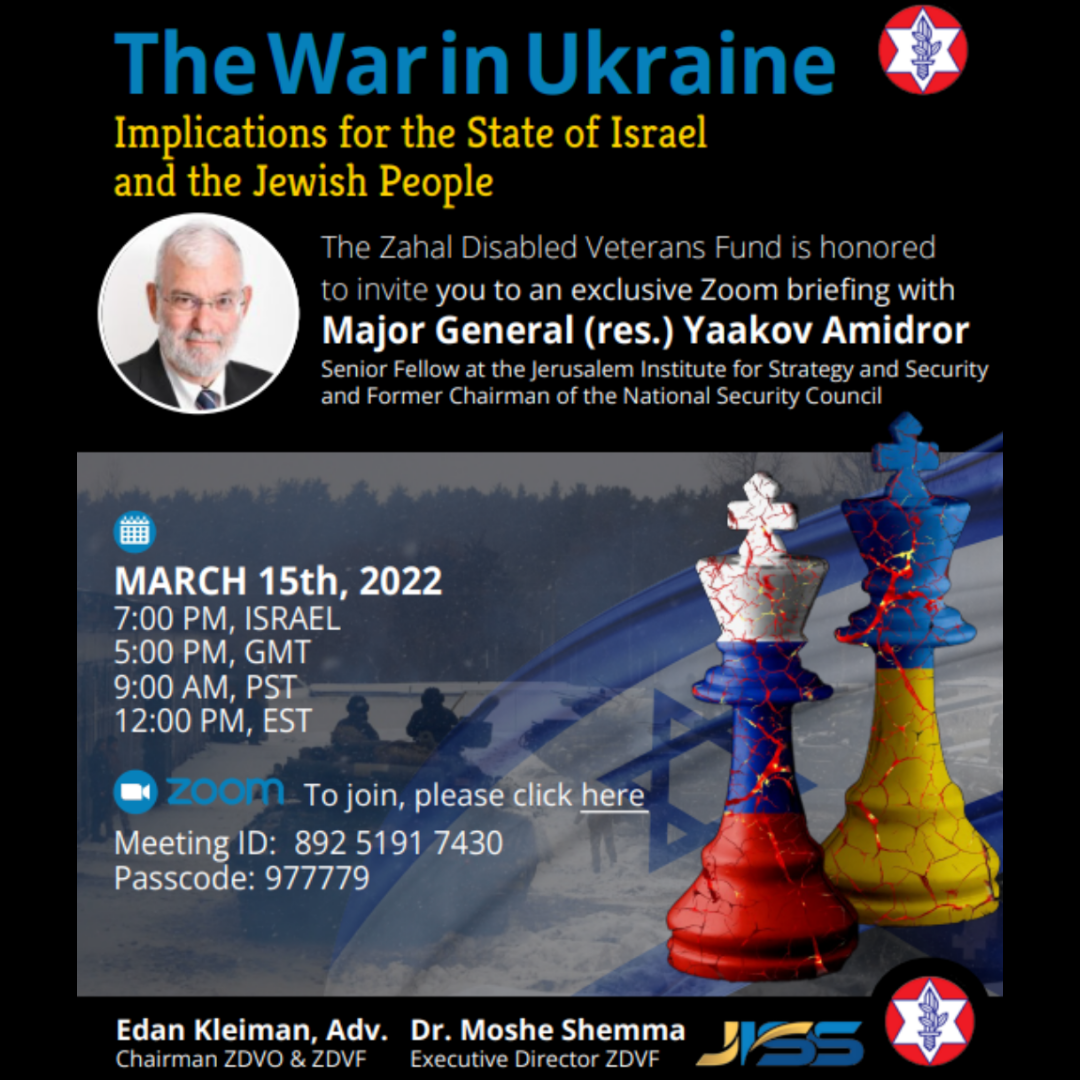 The War in Ukraine
Implications for the State of Israel
and the Jewish People
The Zahal Disabled Veterans Fund is honored
to invite you to an exclusive Zoom briefing with
Major General (res.) Yaakov Amidror
Senior Fellow at the Jerusalem Institute for Strategy and Security
and Former Chairman of the National Security Council
MARCH 15th, 2022
7:00 PM, ISRAEL
5:00 PM, GMT
9:00 AM, PST
12:00 PM, EST
zoom To join, please click here
Meeting ID: 892 5191 7430
Passcode: 977779
Edan Kleiman, Adv. Dr. Moshe Shemma
Chairman ZDVO & ZDVF Executive Director ZDVF
JISS